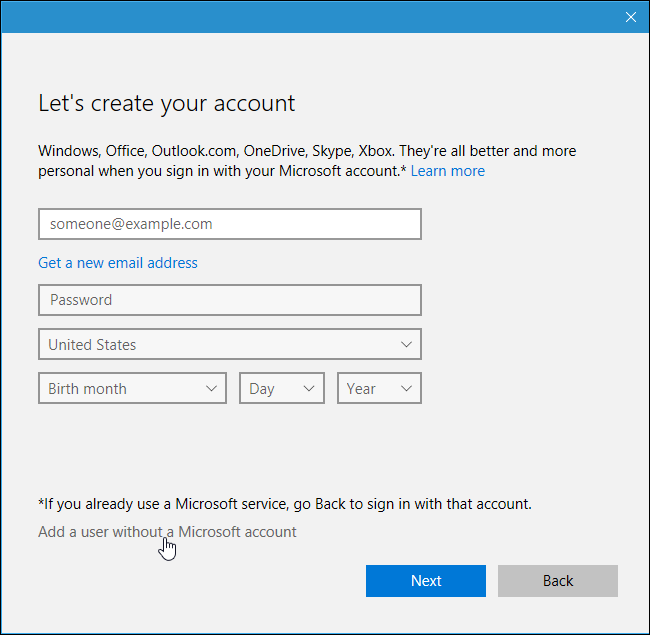 Let's create your account
Windows, Office, Outlook.com, OneDrive, Skype, Xbox. They're all better and more
personal when you sign in with your Microsoft account.* Learn more
someone@example.com
Get a new email address
Password
United States
Birth month Day Year
*If you already use a Microsoft service, go Back to sign in with that account.
Add a user without a Microsoft account
Next Back